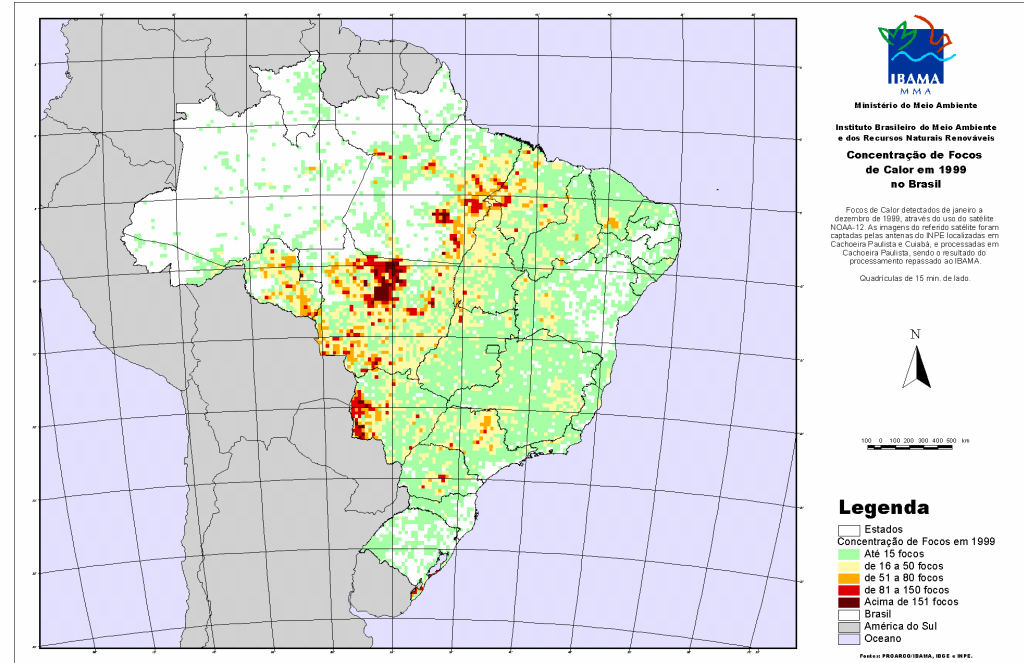 IBAMA
M M A
Ministério do Meio Ambiente
Instituto Brasileiro do Meio Ambiente
e dos Recursos Naturais Renováveis
Concentração de Focos
de Calor em 1999
no Brasil
Focos de Calor detectados de janeiro a
dezembro de 1999, através do uso do satélite
NOAA-12. As imagens do referido satélite foram
captadas pelas antenas do INPE localizadas em
Cachoeira Paulista e Cuiabá, e processadas em
Cachoeira Paulista, sendo o resultado do
processamento repassado ao IBAMA.
Quadrículas de 15 min. de lado.
N
100 0 100 200 300 400 500 km
Legenda
Estados
Concentração de Focos em 1999
Até 15 focos
de 16 a 50 focos
de 51 a 80 focos
de 81 a 150 focos
Acima de 151 focos
Brasil
América do Sul
Oceano
Fontes: PROARCO/IBAMA, IBGE e INPE.